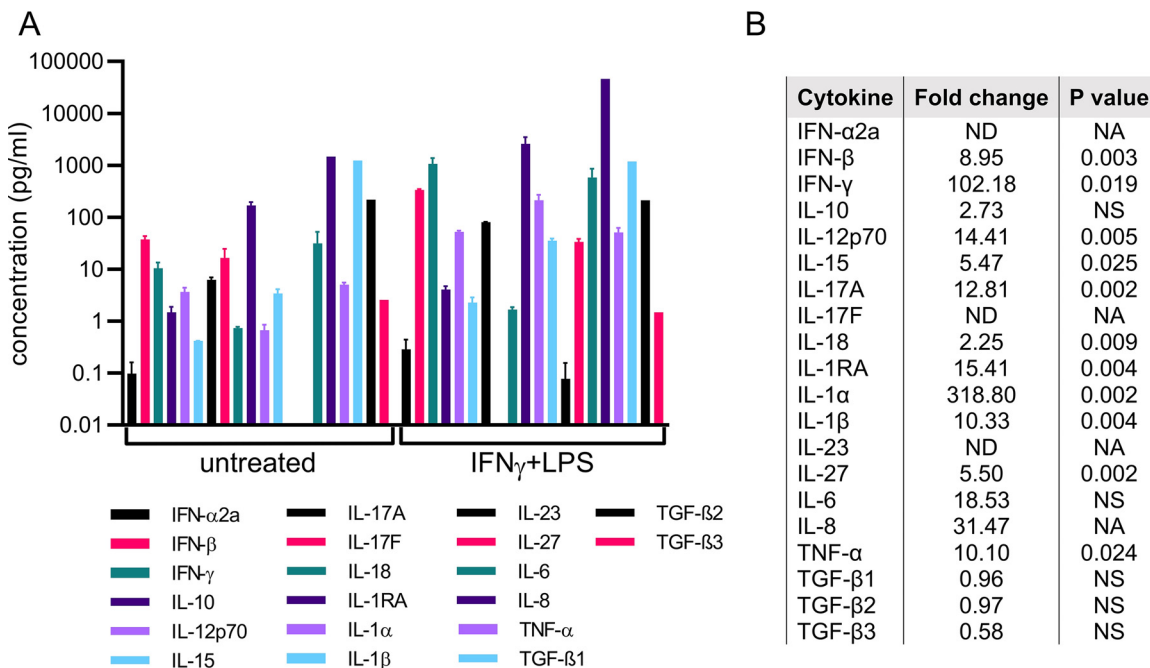 A
concentration (pg/ml)
100000
10000
1000
100
10
1
0.1
0.01
untreated
IFNγ+LPS
IFN-α2a
IFN-β
IFN-γ
IL-10
IL-12p70
IL-15
IL-17A
IL-17F
IL-18
IL-1RA
IL-1α
IL-1β
IL-23
IL-27
IL-6
IL-8
TNF-α
TGF-ß1
TGF-ß2
TGF-ß3
B
Cytokine Fold change P value
IFN-α2a ND NA
IFN-β 8.95 0.003
IFN-γ 102.18 0.019
IL-10 2.73 NS
IL-12p70 14.41 0.005
IL-15 5.47 0.025
IL-17A 12.81 0.002
IL-17F ND NA
IL-18 2.25 0.009
IL-1RA 15.41 0.004
IL-1α 318.80 0.002
IL-1β 10.33 0.004
IL-23 ND NA
IL-27 5.50 0.002
IL-6 18.53 NS
IL-8 31.47 NA
TNF-α 10.10 0.024
TGF-β1 0.96 NS
TGF-β2 0.97 NS
TGF-β3 0.58 NS